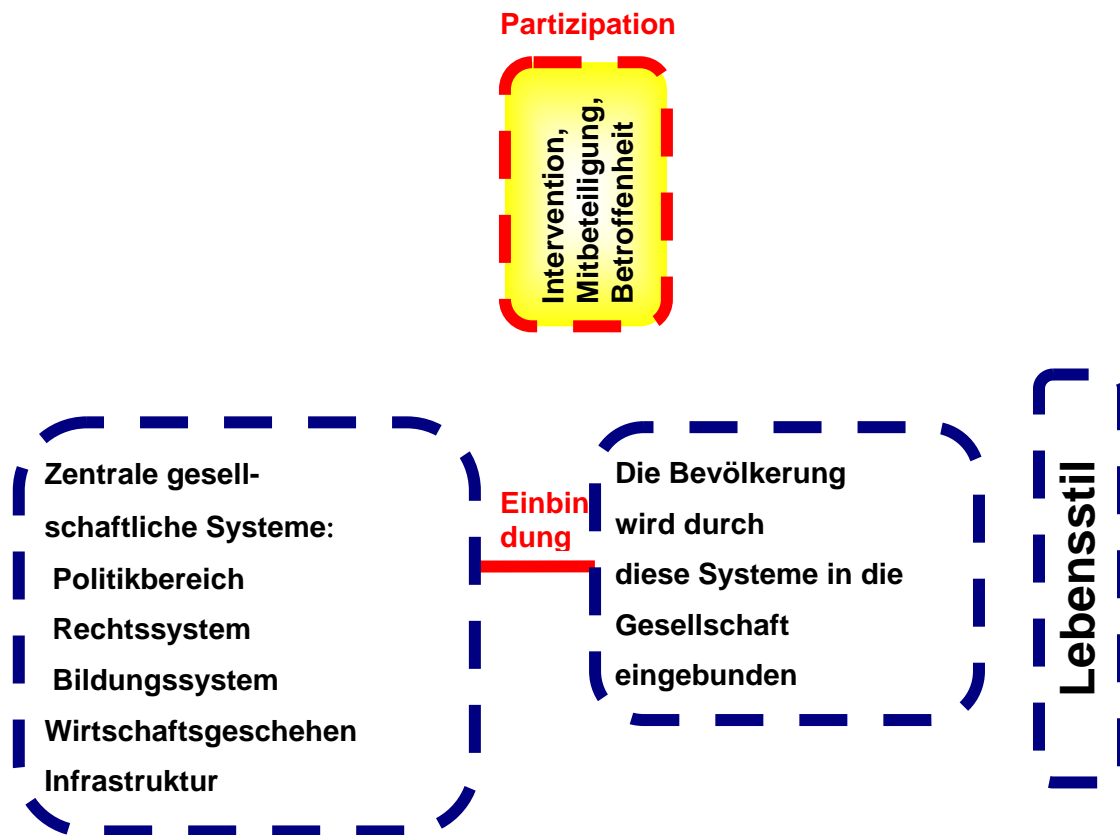 Partizipation
Intervention,
Mitbeteiligung,
Betroffenheit
Zentrale gesell-
schaftliche Systeme:
Politikbereich
Rechtssystem
Bildungssystem
Wirtschaftsgeschehen
Infrastruktur
Einbin
dung
Die Bevölkerung
wird durch
diese Systeme in die
Gesellschaft
eingebunden
Lebensstil